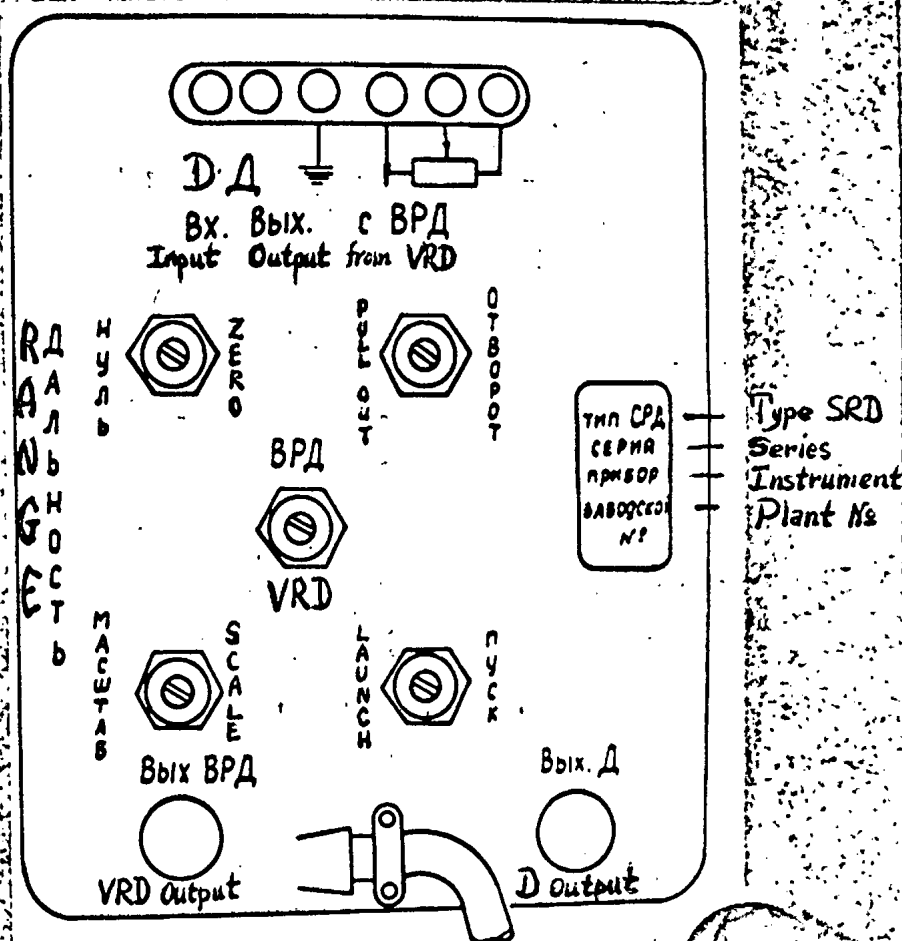 D Д
Вх. Вых. с ВРД
Input Output from VRD
RANGE
ДАЛЬНОСТЬ
НУЛЬ
ZERO
PULL OUT
ОТВОРОТ
ВРД
VRD
ТИП СРД
СЕРИЯ
ПРИБОР
ЗАВОДСКОЙ
№
Type SRD
Series
Instrument
Plant №
МАСШТАБ
SCALE
LAUNCH
ПУСК
Вых ВРД
VRD Output
Вых. Д
D Output